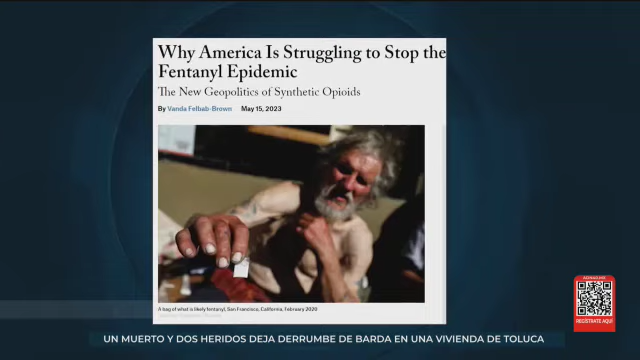 Why America Is Struggling to Stop the
Fentanyl Epidemic
The New Geopolitics of Synthetic Opioids
By Vanda Felbab-Brown May 15, 2023
A bag of what is likely fentanyl, San Francisco, California, February 2020
REGÍSTRATE AQUÍ
UN MUERTO Y DOS HERIDOS DEJA DERRUMBE DE BARDA EN UNA VIVIENDA DE TOLUCA